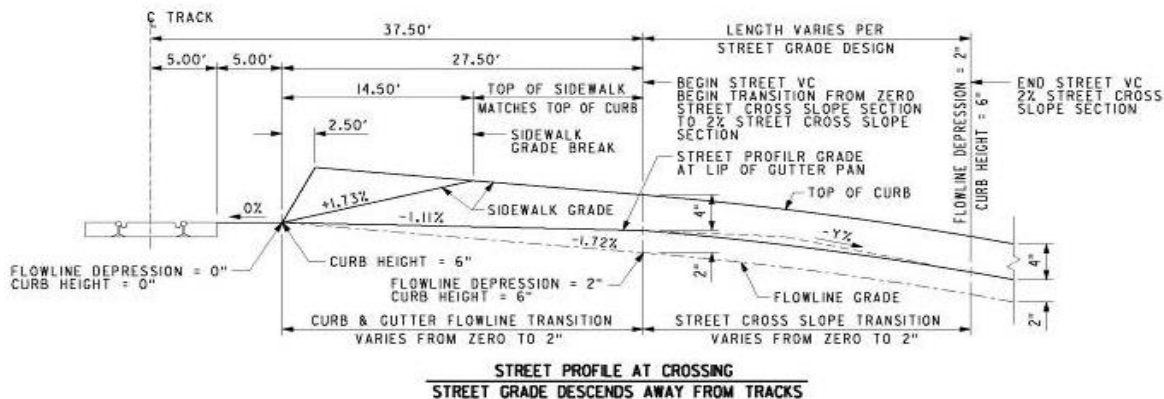 ℄ TRACK
37.50'
LENGTH VARIES PER
STREET GRADE DESIGN
5.00'
5.00'
27.50'
14.50'
TOP OF SIDEWALK
MATCHES TOP OF CURB
2.50'
SIDEWALK
GRADE BREAK
BEGIN STREET VC
BEGIN TRANSITION FROM ZERO
STREET CROSS SLOPE SECTION
TO 2% STREET CROSS SLOPE
SECTION
FLOWLINE DEPRESSION = 2"
CURB HEIGHT = 6"
END STREET VC
2% STREET CROSS
SLOPE SECTION
STREET PROFILR GRADE
AT LIP OF GUTTER PAN
TOP OF CURB
0%
+1.73%
SIDEWALK GRADE
-1.11%
-1.72%
4"
-Y%
2"
4"
2"
FLOWLINE DEPRESSION = 0"
CURB HEIGHT = 0"
CURB HEIGHT = 6"
FLOWLINE DEPRESSION = 2"
CURB HEIGHT = 6"
FLOWLINE GRADE
CURB & GUTTER FLOWLINE TRANSITION
VARIES FROM ZERO TO 2"
STREET CROSS SLOPE TRANSITION
VARIES FROM ZERO TO 2"
STREET PROFILE AT CROSSING
STREET GRADE DESCENDS AWAY FROM TRACKS